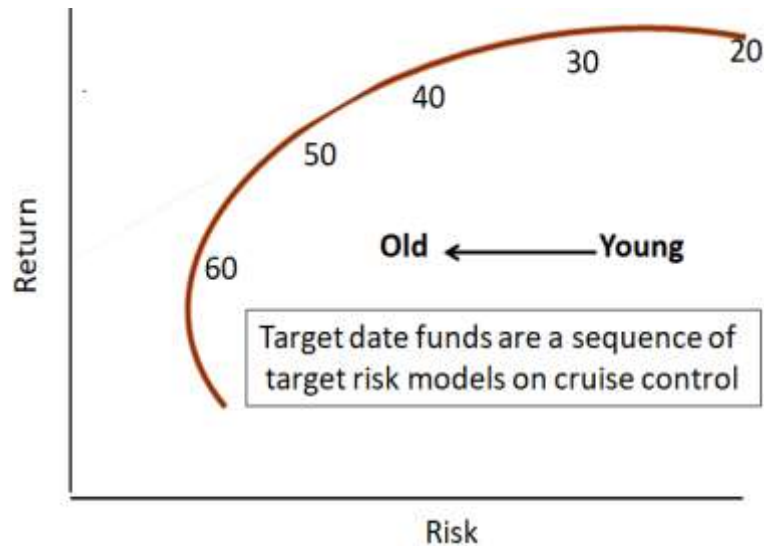 20
30
40
50
60
Old Young
Return
Target date funds are a sequence of
target risk models on cruise control
Risk